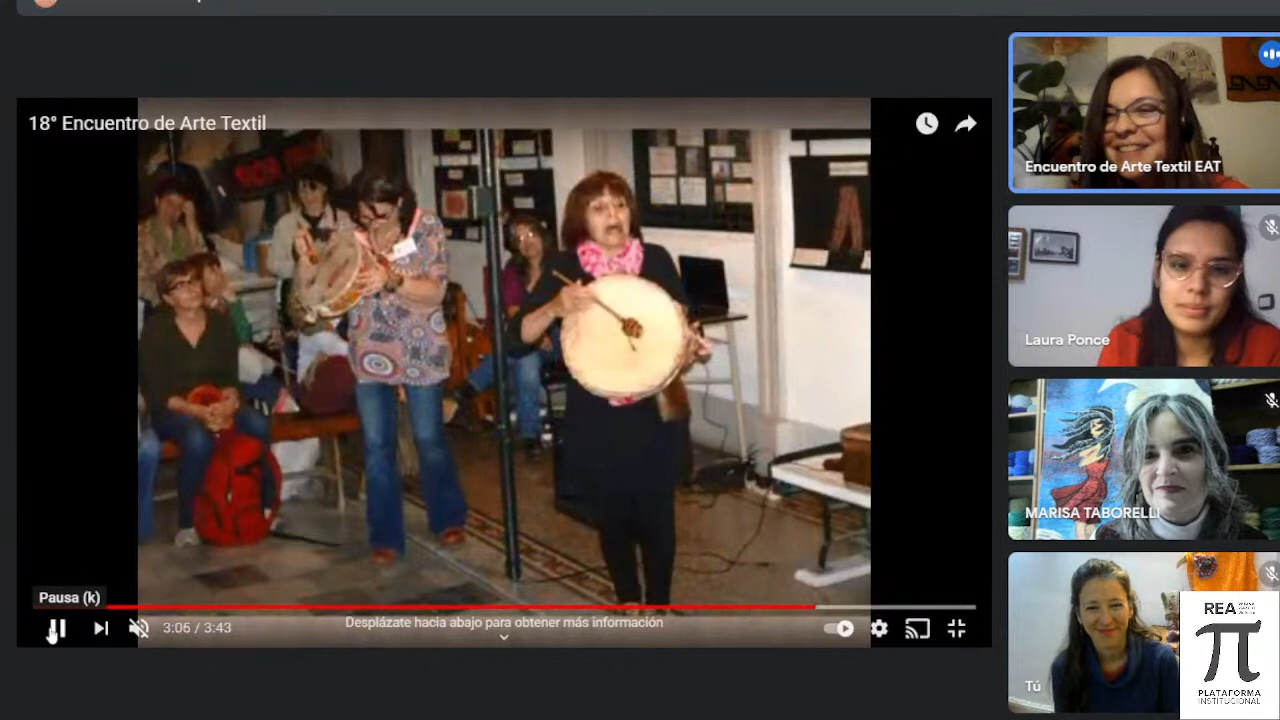 18° Encuentro de Arte Textil
Encuentro de Arte Textil EAT
Laura Ponce
MARISA TABORELLI
Tú
Pausa (k)
3:06 / 3:43
Desplázate hacia abajo para obtener más información
REA
PLATAFORMA
INSTITUCIONAL